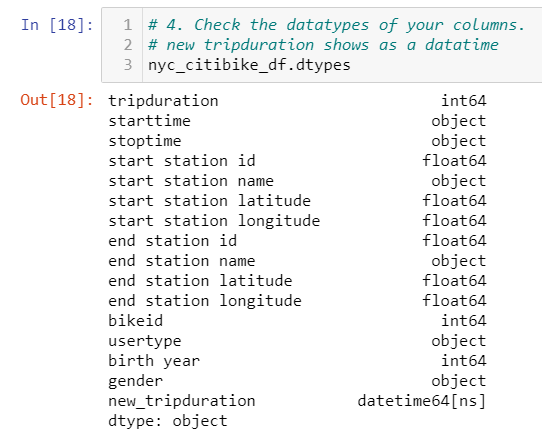 In [18]: 1 # 4. Check the datatypes of your columns.
2 # new tripduration shows as a datatime
3 nyc_citibike_df.dtypes
Out[18]: tripduration int64
starttime object
stoptime object
start station id float64
start station name object
start station latitude float64
start station longitude float64
end station id float64
end station name object
end station latitude float64
end station longitude float64
bikeid int64
usertype object
birth year int64
gender object
new_tripduration datetime64[ns]
dtype: object